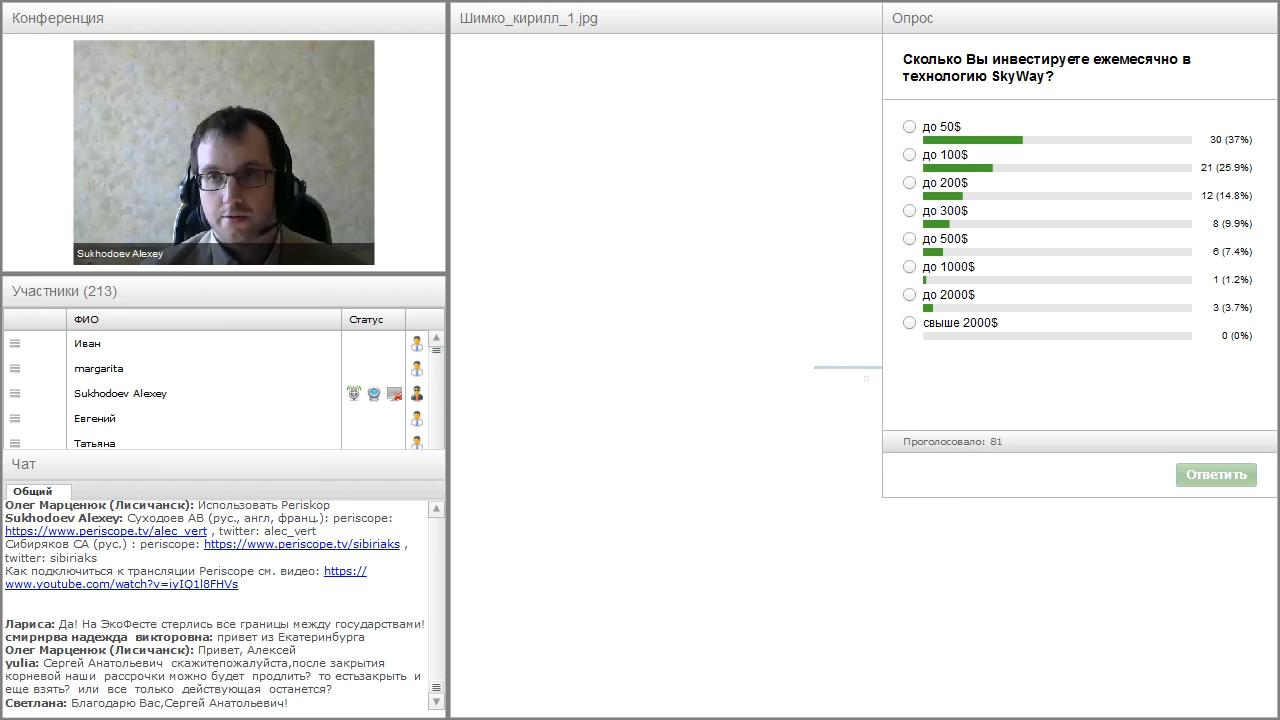 Конференция
Sukhodoev Alexey
Участники (213)
ФИО
Статус
Иван
margarita
Sukhodoev Alexey
Евгений
Татьяна
Чат
Общий
Олег Марценюк (Лисичанск): Использовать Periskop
Sukhodoev Alexey: Суходоев АВ (рус., англ, франц.): periscope:
https://www.periscope.tv/alec_vert , twitter: alec_vert
Сибиряков СА (рус.) : periscope: https://www.periscope.tv/sibiriaks ,
twitter: sibiriaks
Как подключиться к трансляции Periscope см. видео: https://
www.youtube.com/watch?v=iyIQ1l8FHVs
Лариса: Да! На ЭкоФесте стерлись все границы между государствами!
смирнрва надежда викторовна: привет из Екатеринбурга
Олег Марценюк (Лисичанск): Привет, Алексей
yulia: Сергей Анатольевич скажитепожалуйста,после закрытия
корневой наши рассрочки можно будет продлить? то естьзакрыть и
еще взять? или все только действующая останется?
Светлана: Благодарю Вас,Сергей Анатольевич!
Шимко_кирилл_1.jpg
Опрос
Сколько Вы инвестируете ежемесячно в
технологию SkyWay?
до 50$
30 (37%)
до 100$
21 (25.9%)
до 200$
12 (14.8%)
до 300$
8 (9.9%)
до 500$
6 (7.4%)
до 1000$
1 (1.2%)
до 2000$
3 (3.7%)
свыше 2000$
0 (0%)
Проголосовало: 81
Ответить